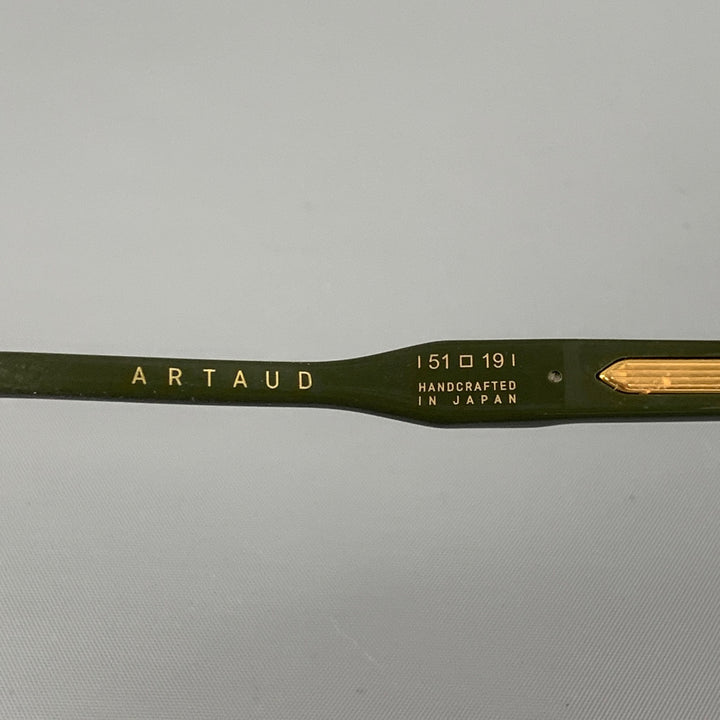 ARTAUD
51 □ 19
HANDCRAFTED
IN JAPAN